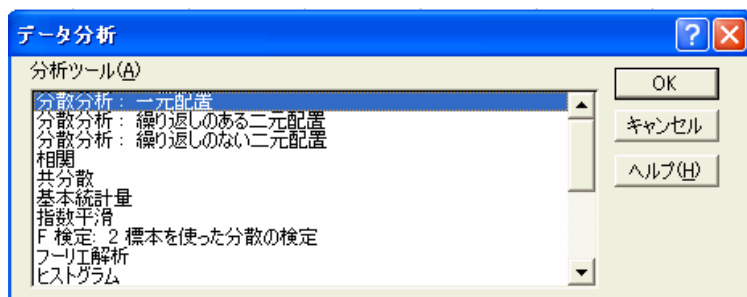 データ分析
分析ツール(A)
分散分析： 一元配置
分散分析： 繰り返しのある二元配置
分散分析： 繰り返しのない二元配置
相関
共分散
基本統計量
指数平滑
F 検定: 2 標本を使った分散の検定
フーリエ解析
ヒストグラム
OK
キャンセル
ヘルプ(H)